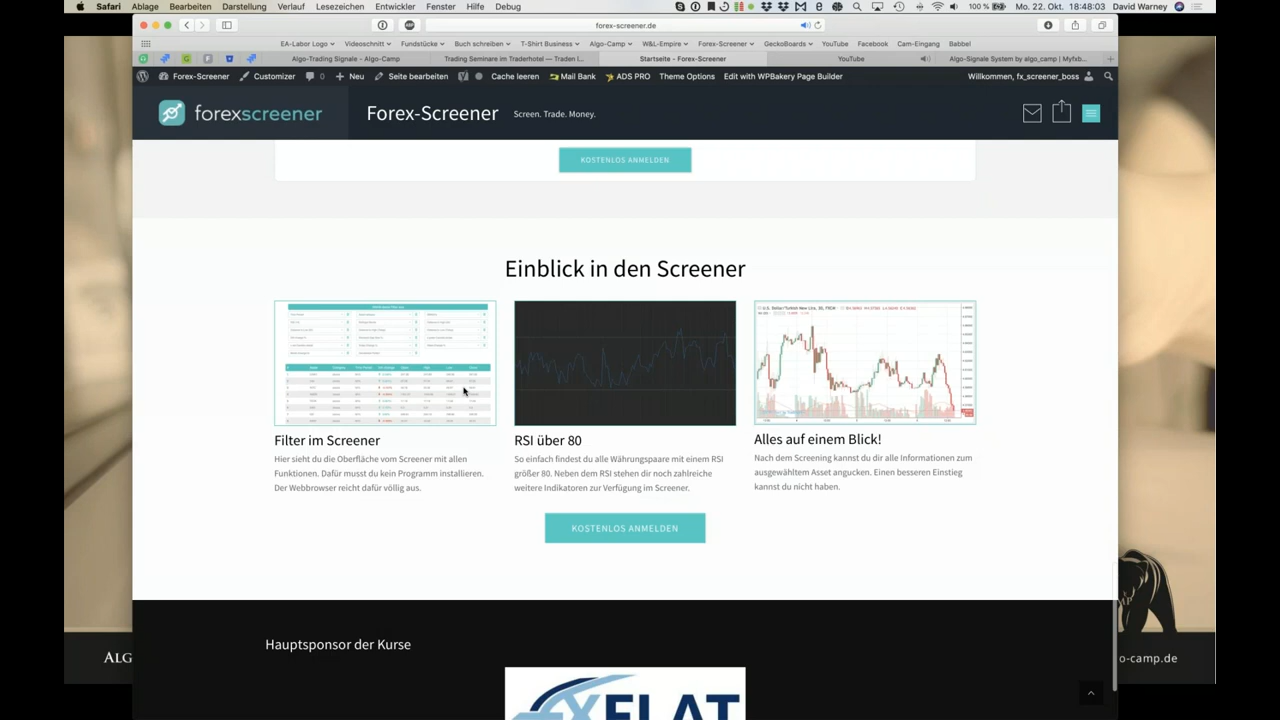 Safari Ablage Bearbeiten Darstellung Verlauf Lesezeichen Entwickler Fenster Hilfe Debug 100 % Mo. 22. Okt. 18:48:03 David Warney
forex-screener.de
EA-Labor Logo Videoschnitt Fundstücke Buch schreiben T-Shirt Business Algo-Camp W&L-Empire Forex-Screener GeckoBoards YouTube Facebook Cam-Eingang Babbel
Algo-Trading Signale – Algo-Camp Trading Seminare im Traderhotel — Traden l... Startseite - Forex-Screener YouTube Algo-Signale System by algo_camp | Myfxb...
Forex-Screener Customizer 0 Neu Seite bearbeiten Cache leeren Mail Bank ADS PRO Theme Options Edit with WPBakery Page Builder Willkommen, fx_screener_boss
forexscreener Forex-Screener Screen. Trade. Money.
KOSTENLOS ANMELDEN
Einblick in den Screener
Filter im Screener
Hier sieht du die Oberfläche vom Screener mit allen
Funktionen. Dafür musst du kein Programm installieren.
Der Webbrowser reicht dafür völlig aus.
RSI über 80
So einfach findest du alle Währungspaare mit einem RSI
größer 80. Neben dem RSI stehen dir noch zahlreiche
weitere Indikatoren zur Verfügung im Screener.
Alles auf einem Blick!
Nach dem Screening kannst du dir alle Informationen zum
ausgewähltem Asset angucken. Einen besseren Einstieg
kannst du nicht haben.
KOSTENLOS ANMELDEN
Hauptsponsor der Kurse
FXFLAT
ALG
o-camp.de